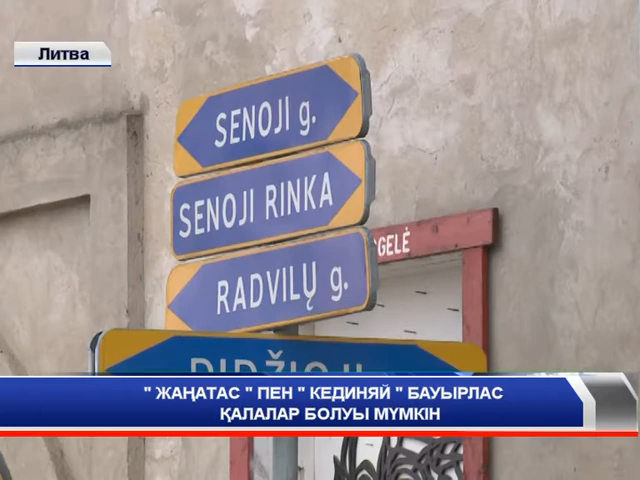 Литва
SENOJI g.
SENOJI RINKA
RADVILŲ g.
GELĖ
" ЖАҢАТАС " ПЕН " КЕДИНЯЙ " БАУЫРЛАС
ҚАЛАЛАР БОЛУЫ МҮМКІН